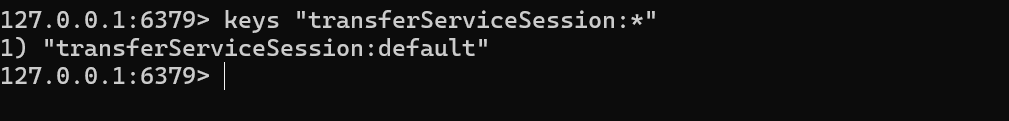 127.0.0.1:6379> keys "transferServiceSession:*"
1) "transferServiceSession:default"
127.0.0.1:6379>